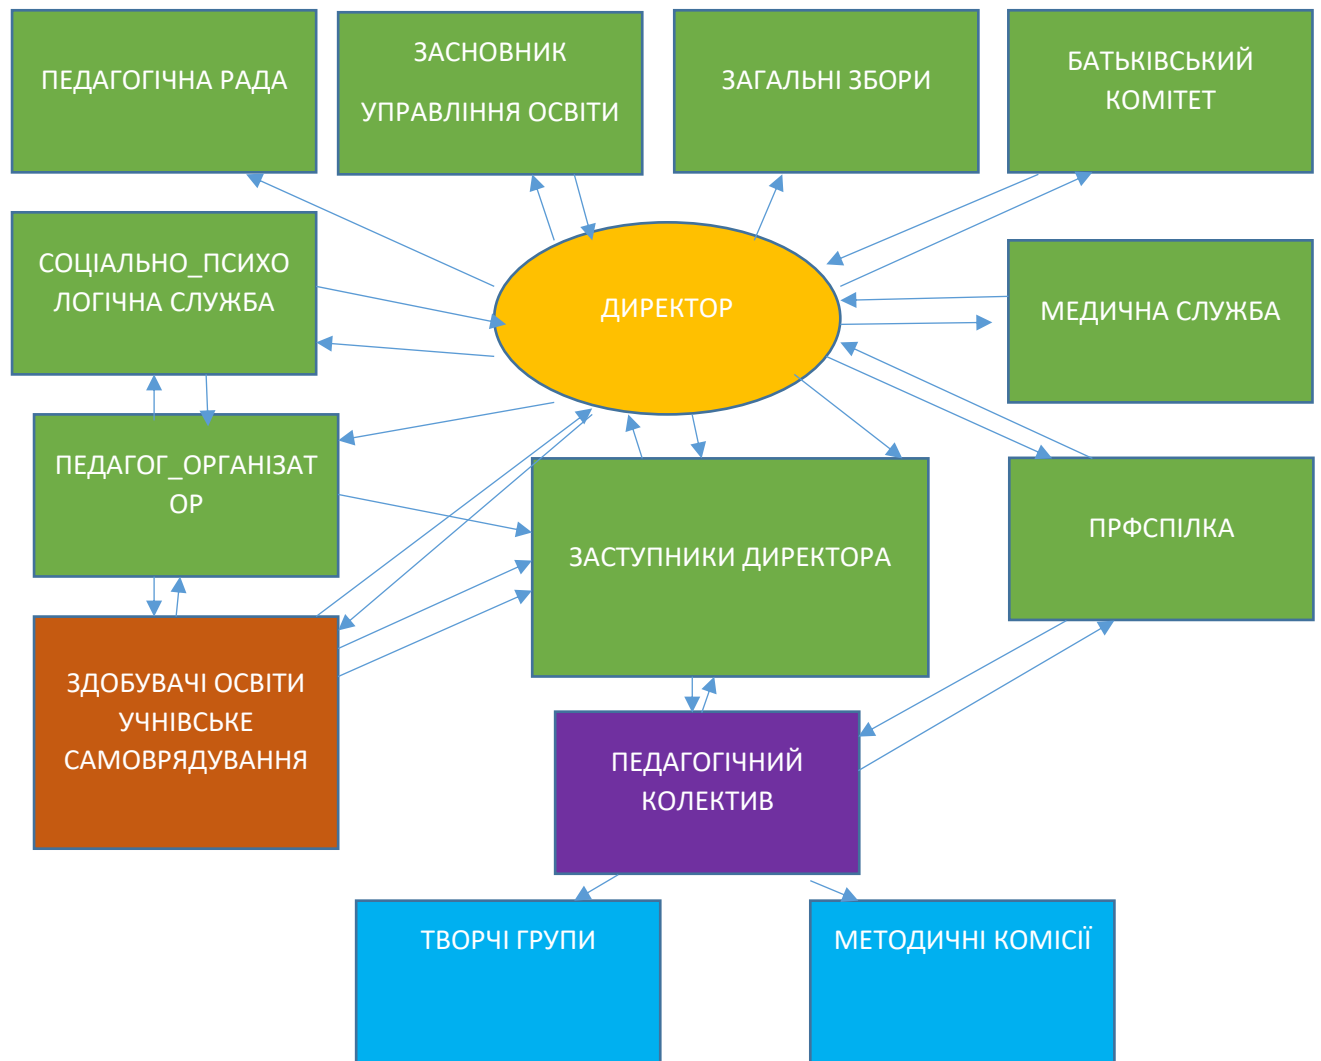 ПЕДАГОГІЧНА РАДА
ЗАСНОВНИК
УПРАВЛІННЯ ОСВІТИ
ЗАГАЛЬНІ ЗБОРИ
БАТЬКІВСЬКИЙ
КОМІТЕТ
СОЦІАЛЬНО_ПСИХО
ЛОГІЧНА СЛУЖБА
ДИРЕКТОР
МЕДИЧНА СЛУЖБА
ПЕДАГОГ_ОРГАНІЗАТ
ОР
ЗАСТУПНИКИ ДИРЕКТОРА
ПРФСПІЛКА
ЗДОБУВАЧІ ОСВІТИ
УЧНІВСЬКЕ
САМОВРЯДУВАННЯ
ПЕДАГОГІЧНИЙ
КОЛЕКТИВ
ТВОРЧІ ГРУПИ
МЕТОДИЧНІ КОМІСІЇ